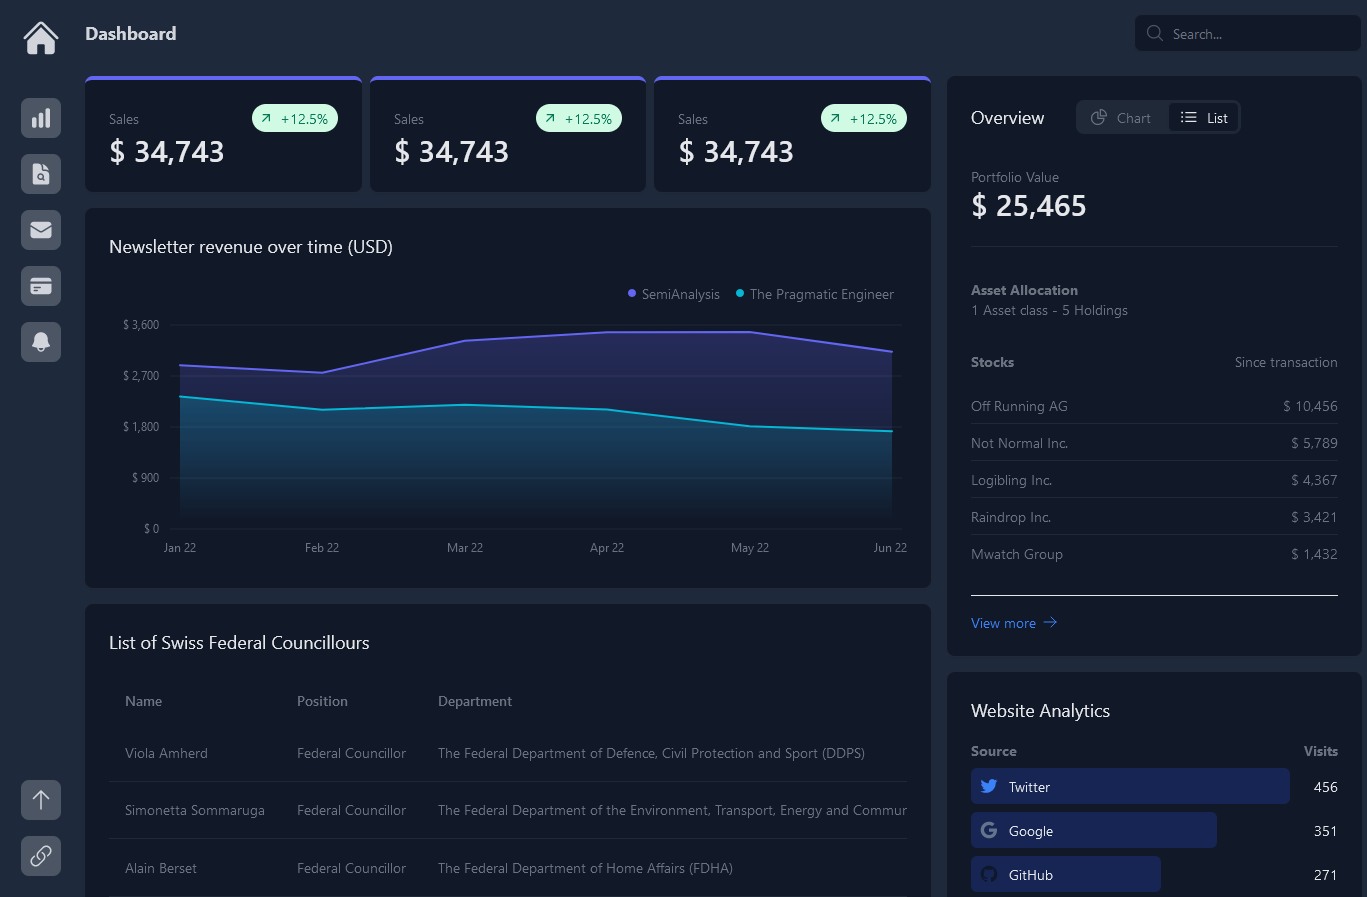 Dashboard
Search...
Sales
+12.5%
$ 34,743
Sales
+12.5%
$ 34,743
Sales
+12.5%
$ 34,743
Newsletter revenue over time (USD)
SemiAnalysis
The Pragmatic Engineer
$ 3,600
$ 2,700
$ 1,800
$ 900
$ 0
Jan 22 Feb 22 Mar 22 Apr 22 May 22 Jun 22
List of Swiss Federal Councillours
Name Position Department
Viola Amherd Federal Councillor The Federal Department of Defence, Civil Protection and Sport (DDPS)
Simonetta Sommaruga Federal Councillor The Federal Department of the Environment, Transport, Energy and Commur
Alain Berset Federal Councillor The Federal Department of Home Affairs (FDHA)
Overview
Chart
List
Portfolio Value
$ 25,465
Asset Allocation
1 Asset class - 5 Holdings
Stocks Since transaction
Off Running AG $ 10,456
Not Normal Inc. $ 5,789
Logibling Inc. $ 4,367
Raindrop Inc. $ 3,421
Mwatch Group $ 1,432
View more
Website Analytics
Source Visits
Twitter 456
Google 351
GitHub 271